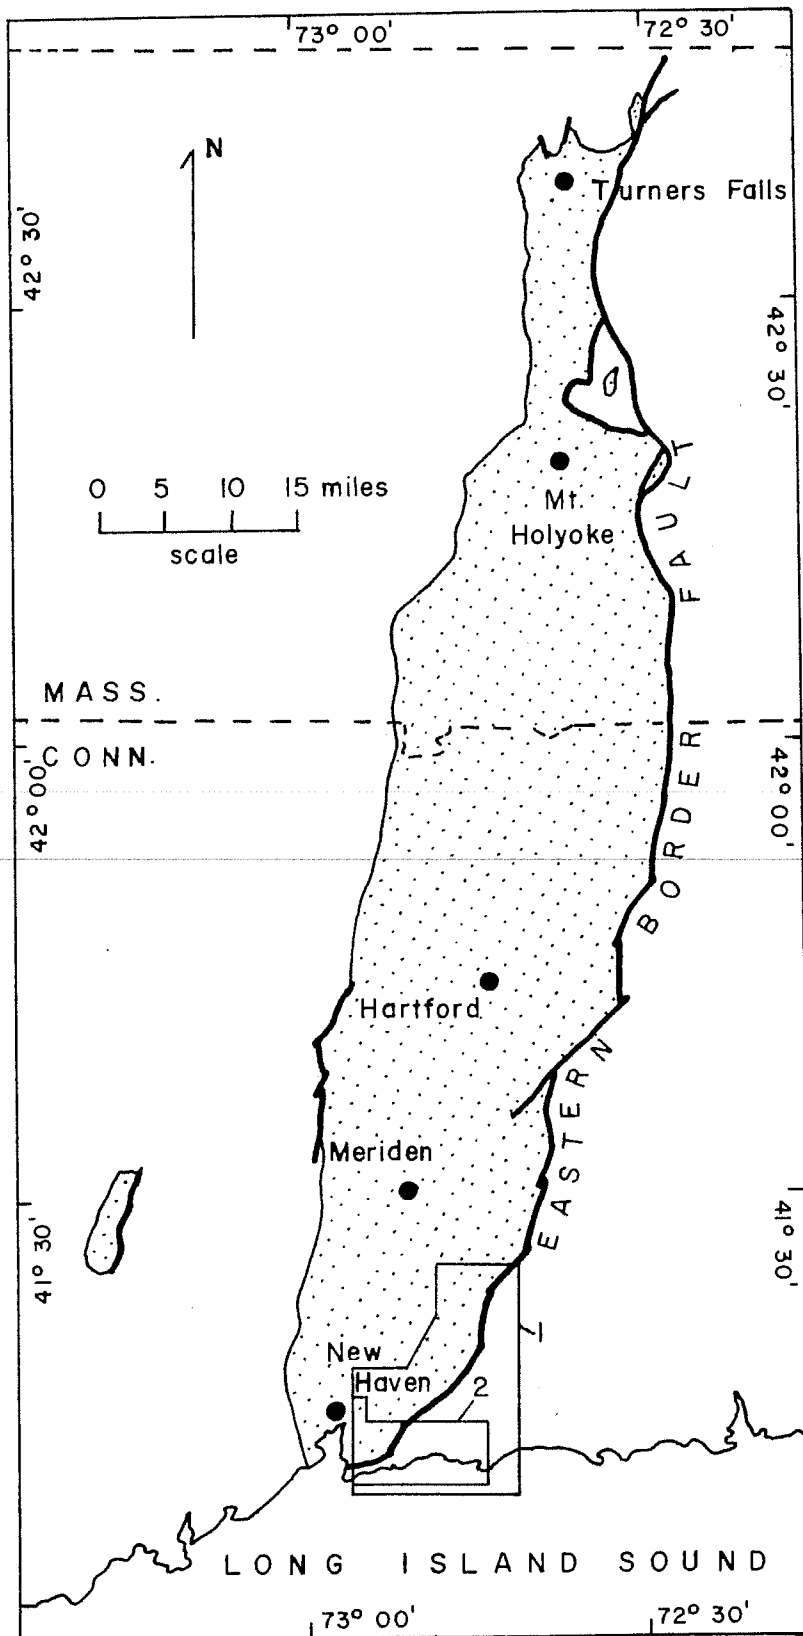 73° 00'
72° 30'
N
Turners Falls
42° 30'
42° 30'
0 5 10 15 miles
scale
Mt.
Holyoke
MASS.
CONN.
42° 00'
42° 00'
EASTERN BORDER FAULT
Hartford
Meriden
41° 30'
41° 30'
1
New
Haven
2
LONG ISLAND SOUND
73° 00'
72° 30'